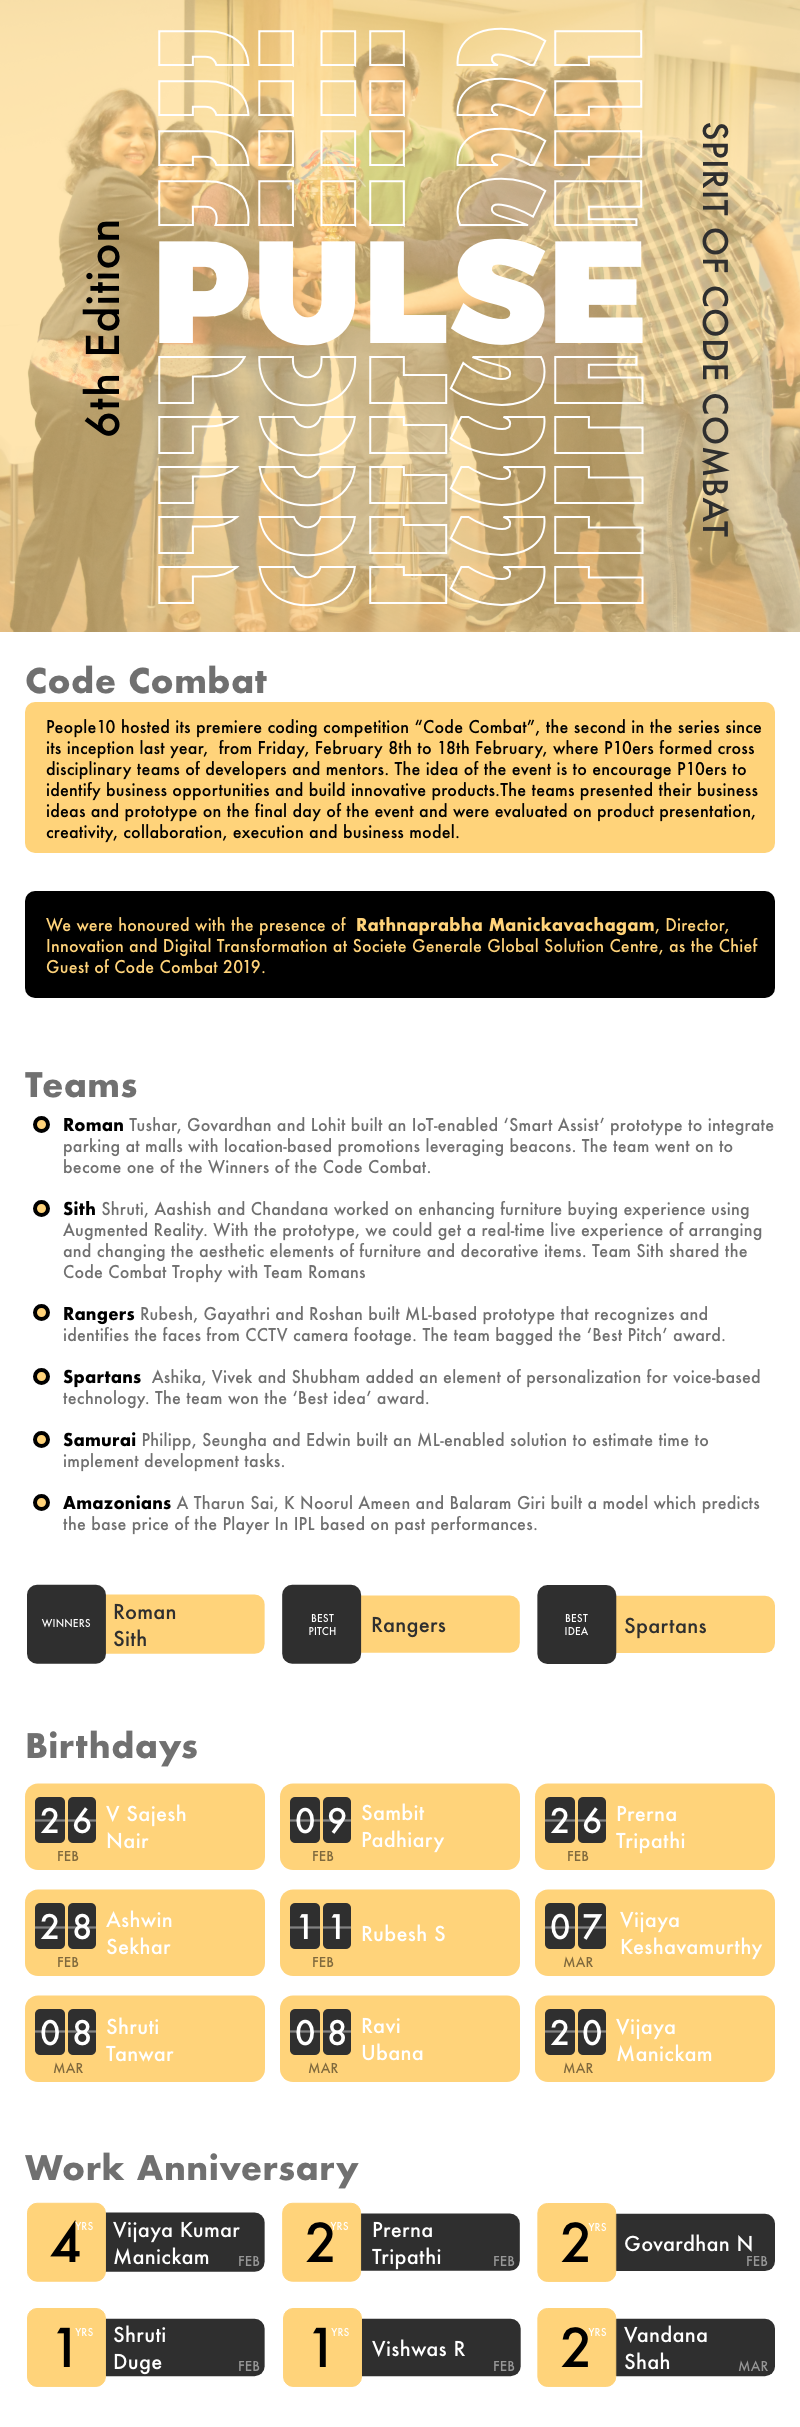 PULSE
6th Edition
SPIRIT OF CODE COMBAT
Code Combat
People10 hosted its premiere coding competition “Code Combat”, the second in the series since
its inception last year, from Friday, February 8th to 18th February, where P10ers formed cross
disciplinary teams of developers and mentors. The idea of the event is to encourage P10ers to
identify business opportunities and build innovative products.The teams presented their business
ideas and prototype on the final day of the event and were evaluated on product presentation,
creativity, collaboration, execution and business model.
We were honoured with the presence of Rathnaprabha Manickavachagam, Director,
Innovation and Digital Transformation at Societe Generale Global Solution Centre, as the Chief
Guest of Code Combat 2019.
Teams
Roman Tushar, Govardhan and Lohit built an IoT-enabled ‘Smart Assist’ prototype to integrate
parking at malls with location-based promotions leveraging beacons. The team went on to
become one of the Winners of the Code Combat.
Sith Shruti, Aashish and Chandana worked on enhancing furniture buying experience using
Augmented Reality. With the prototype, we could get a real-time live experience of arranging
and changing the aesthetic elements of furniture and decorative items. Team Sith shared the
Code Combat Trophy with Team Romans
Rangers Rubesh, Gayathri and Roshan built ML-based prototype that recognizes and
identifies the faces from CCTV camera footage. The team bagged the ‘Best Pitch’ award.
Spartans Ashika, Vivek and Shubham added an element of personalization for voice-based
technology. The team won the ‘Best idea’ award.
Samurai Philipp, Seungha and Edwin built an ML-enabled solution to estimate time to
implement development tasks.
Amazonians A Tharun Sai, K Noorul Ameen and Balaram Giri built a model which predicts
the base price of the Player In IPL based on past performances.
WINNERS
Roman
Sith
BEST
PITCH
Rangers
BEST
IDEA
Spartans
Birthdays
26
FEB
V Sajesh
Nair
09
FEB
Sambit
Padhiary
26
FEB
Prerna
Tripathi
28
FEB
Ashwin
Sekhar
11
FEB
Rubesh S
07
MAR
Vijaya
Keshavamurthy
08
MAR
Shruti
Tanwar
08
MAR
Ravi
Ubana
20
MAR
Vijaya
Manickam
Work Anniversary
4 YRS
Vijaya Kumar
Manickam FEB
2 YRS
Prerna
Tripathi FEB
2 YRS
Govardhan N
FEB
1 YRS
Shruti
Duge FEB
1 YRS
Vishwas R
FEB
2 YRS
Vandana
Shah MAR